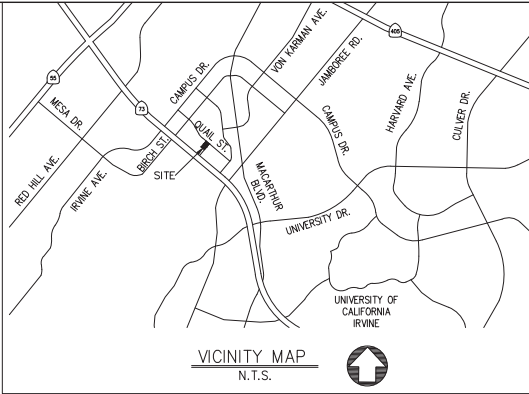 405
55
73
MESA DR.
RED HILL AVE.
IRVINE AVE.
BIRCH ST.
CAMPUS DR.
QUAIL ST.
SITE
VON KARMAN AVE.
JAMBOREE RD.
MACARTHUR
BLVD.
CAMPUS DR.
HARVARD AVE.
CULVER DR.
UNIVERSITY DR.
UNIVERSITY OF
CALIFORNIA
IRVINE
VICINITY MAP
N.T.S.